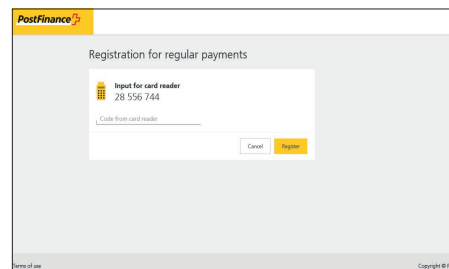 PostFinance
Registration for regular payments
Input for card reader
28 556 744
Code from card reader
Cancel
Register
Terms of use
Copyright ©